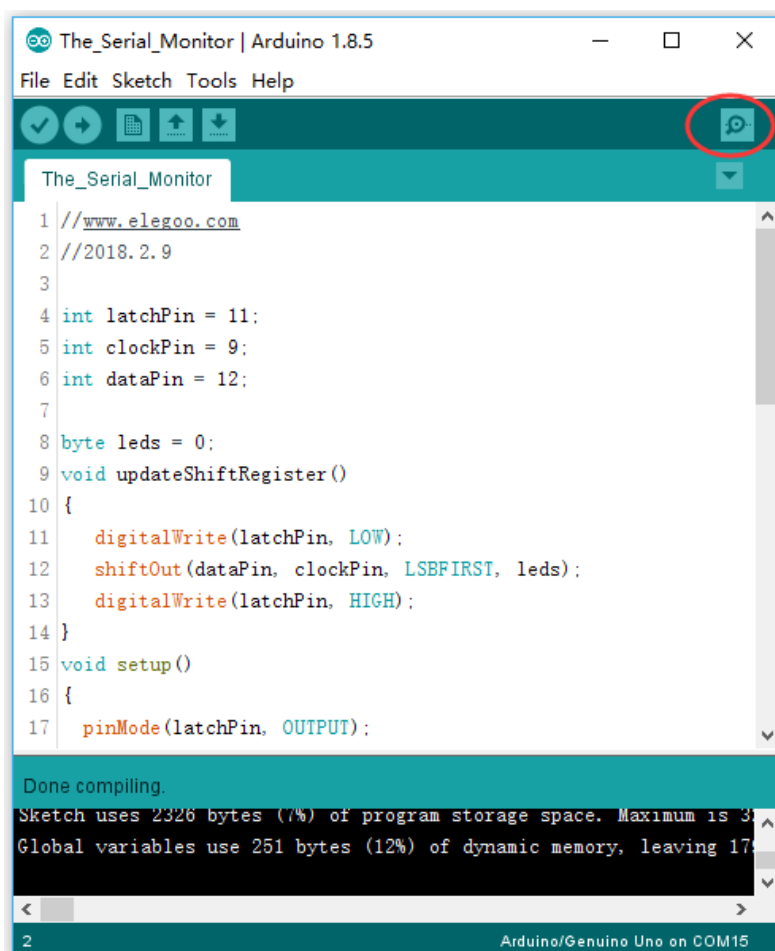 The_Serial_Monitor | Arduino 1.8.5
File Edit Sketch Tools Help
The_Serial_Monitor
1 //www.elegoo.com
2 //2018.2.9
3
4 int latchPin = 11;
5 int clockPin = 9;
6 int dataPin = 12;
7
8 byte leds = 0;
9 void updateShiftRegister()
10 {
11 digitalWrite(latchPin, LOW);
12 shiftOut(dataPin, clockPin, LSBFIRST, leds);
13 digitalWrite(latchPin, HIGH);
14 }
15 void setup()
16 {
17 pinMode(latchPin, OUTPUT);
Done compiling.
Sketch uses 2326 bytes (7%) of program storage space. Maximum is 3
Global variables use 251 bytes (12%) of dynamic memory, leaving 17
2 Arduino/Genuino Uno on COM15